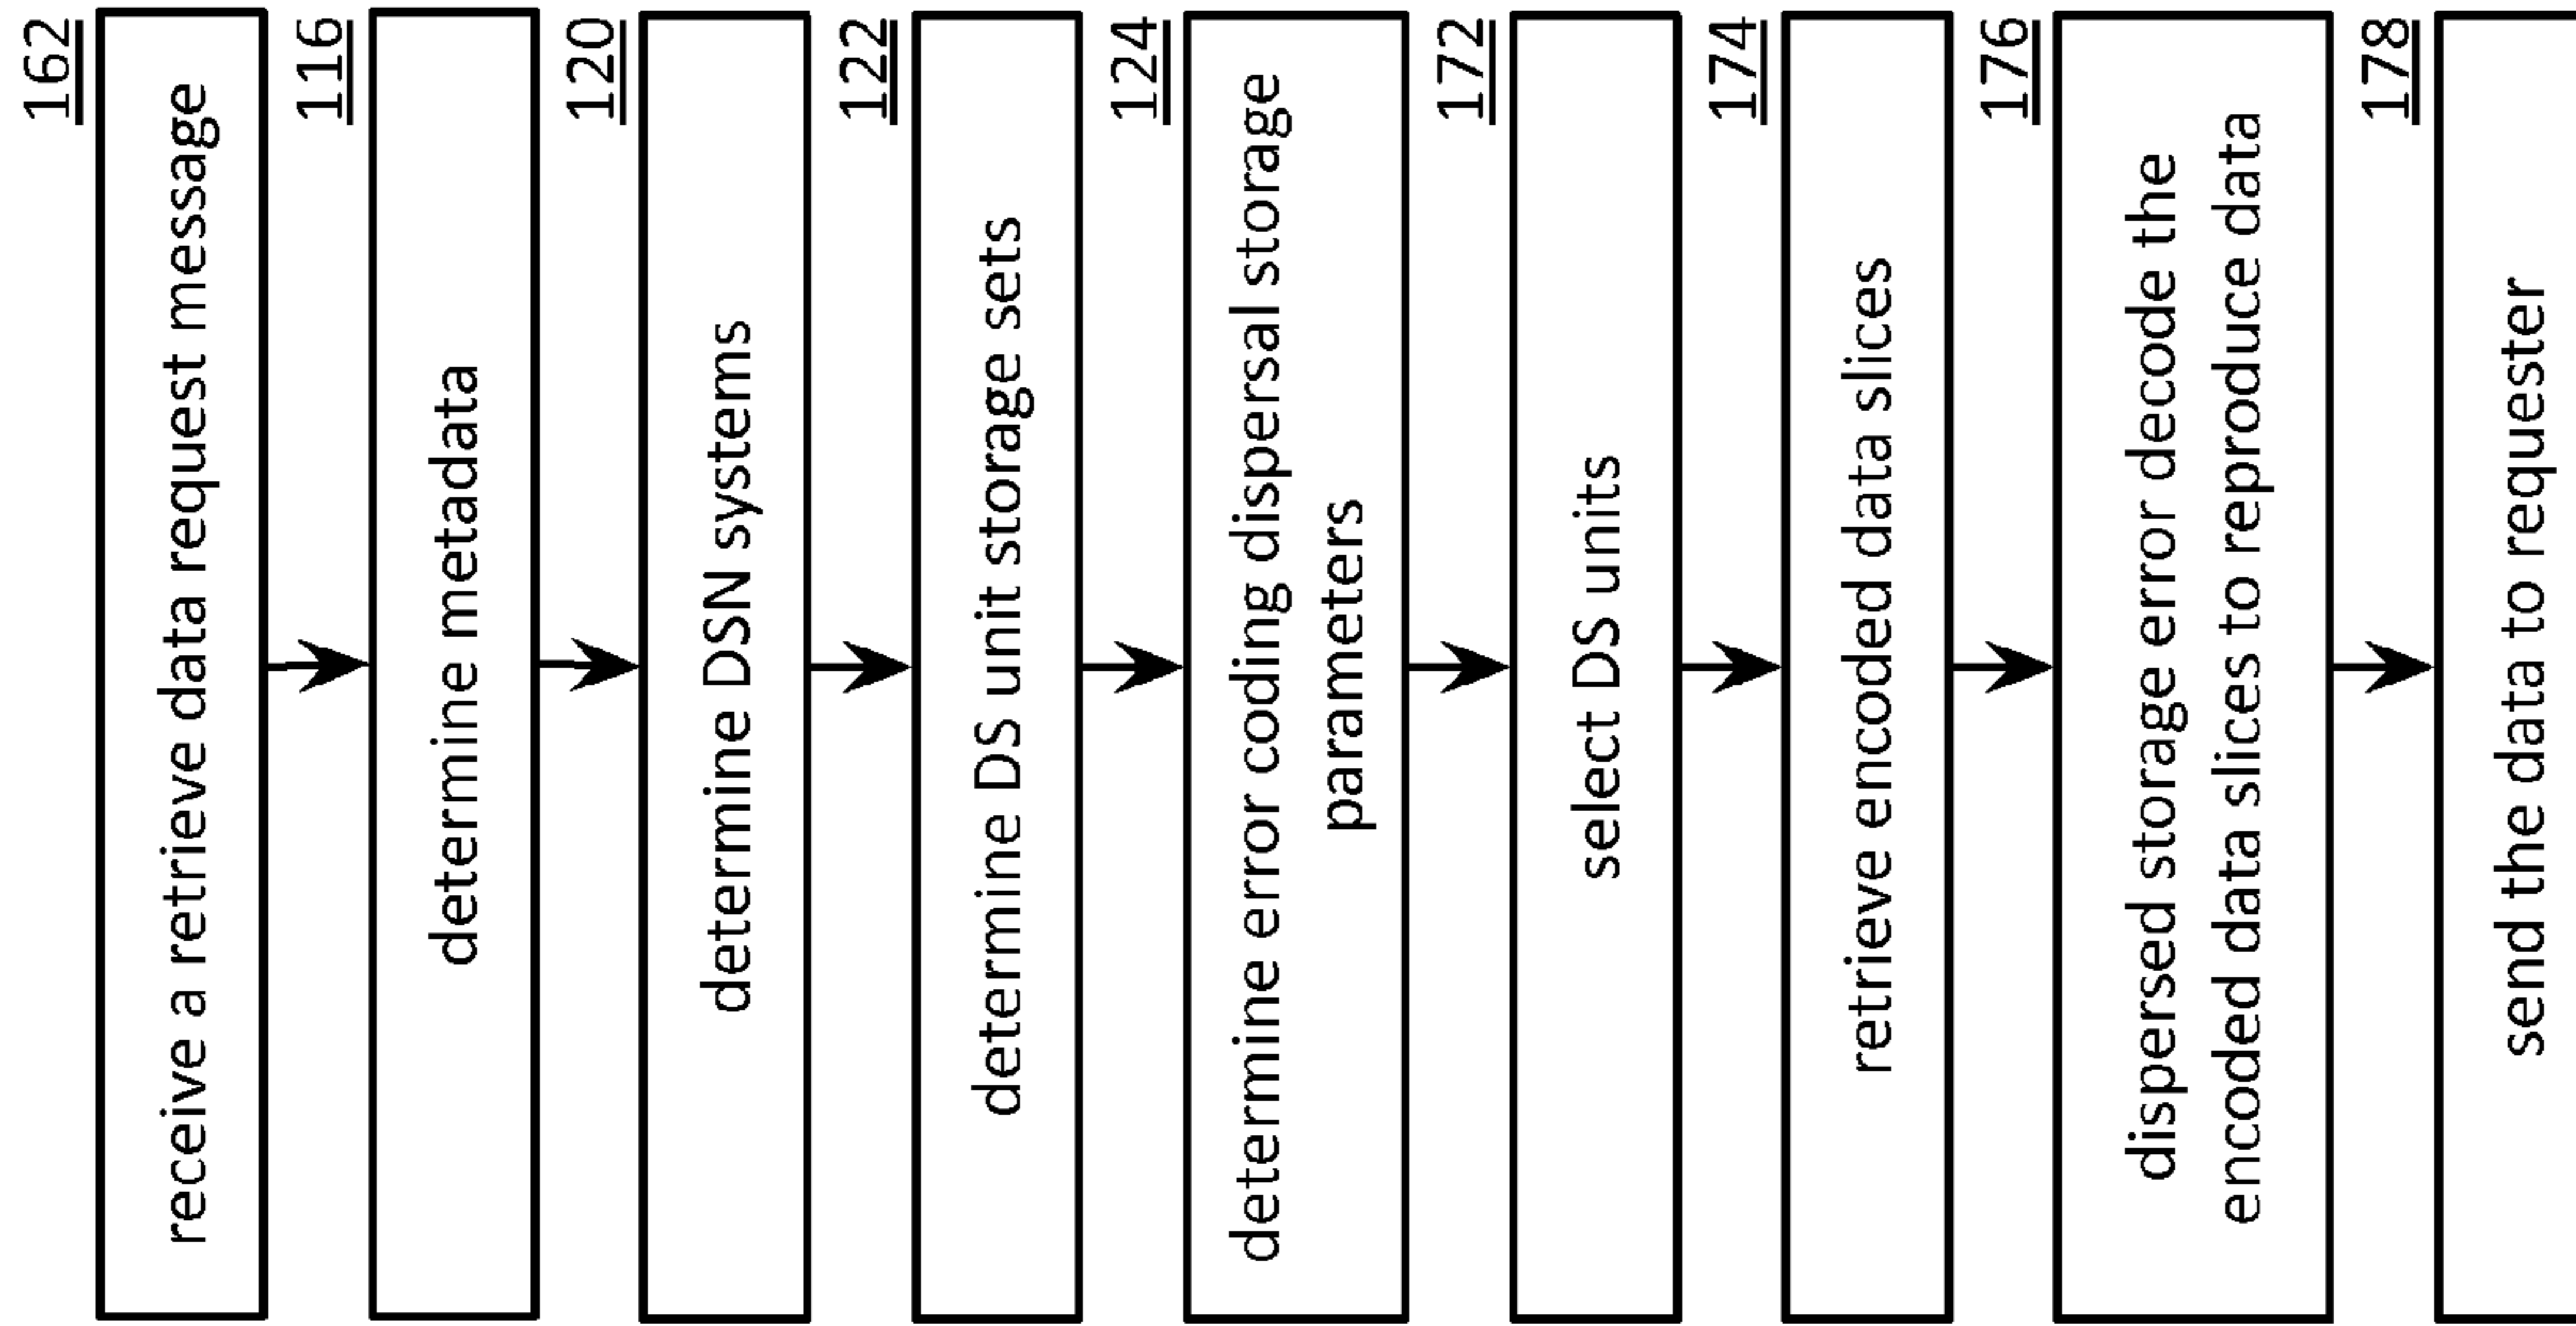 162
receive a retrieve data request message
116
determine metadata
120
determine DSN systems
122
determine DS unit storage sets
124
determine error coding dispersal storage
parameters
172
select DS units
174
retrieve encoded data slices
176
dispersed storage error decode the
encoded data slices to reproduce data
178
send the data to requester